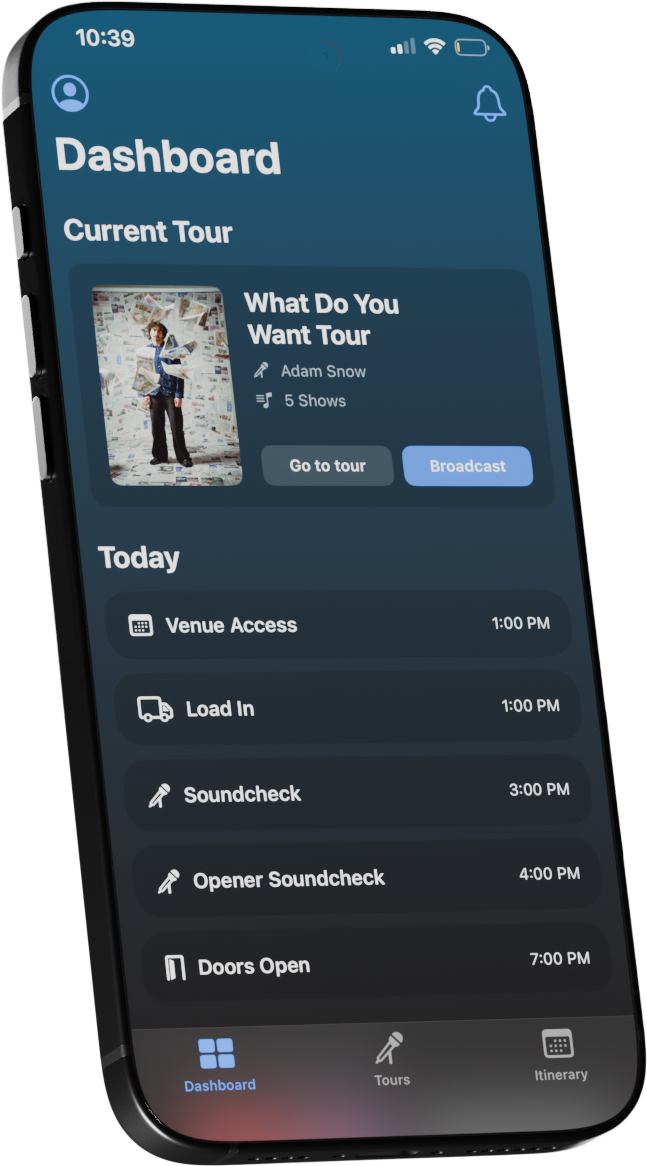 10:39
Dashboard
Current Tour
What Do You
Want Tour
Adam Snow
5 Shows
Go to tour
Broadcast
Today
Venue Access
1:00 PM
Load In
1:00 PM
Soundcheck
3:00 PM
Opener Soundcheck
4:00 PM
Doors Open
7:00 PM
Dashboard
Tours
Itinerary